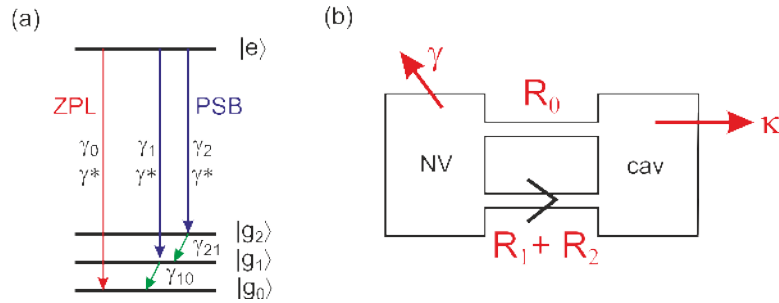 (a)
|e⟩
ZPL
PSB
γ₀
γ*
γ₁
γ*
γ₂
γ*
|g₂⟩
γ₂₁
|g₁⟩
γ₁₀
|g₀⟩
(b)
γ
R₀
κ
NV
cav
R₁ + R₂